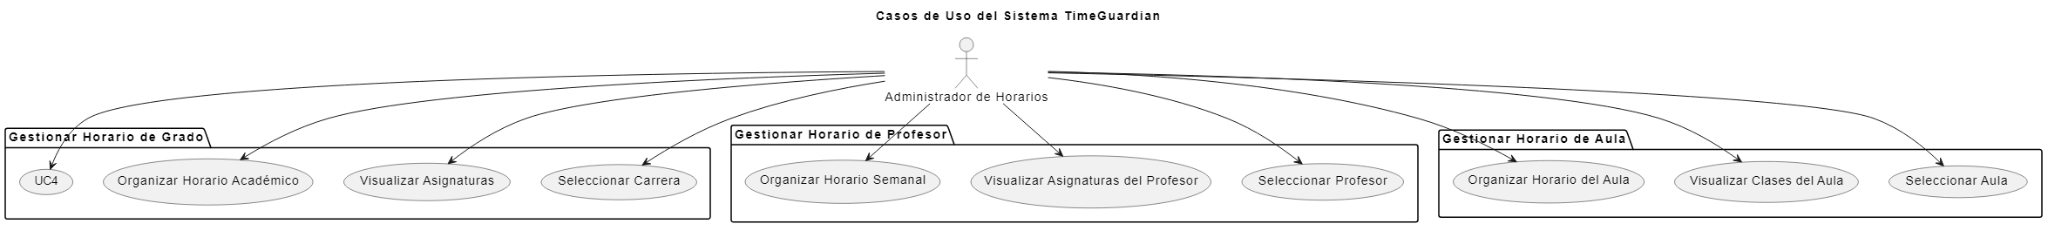 Casos de Uso del Sistema TimeGuardian
Administrador de Horarios
Gestionar Horario de Grado
UC4
Organizar Horario Académico
Visualizar Asignaturas
Seleccionar Carrera
Gestionar Horario de Profesor
Organizar Horario Semanal
Visualizar Asignaturas del Profesor
Seleccionar Profesor
Gestionar Horario de Aula
Organizar Horario del Aula
Visualizar Clases del Aula
Seleccionar Aula